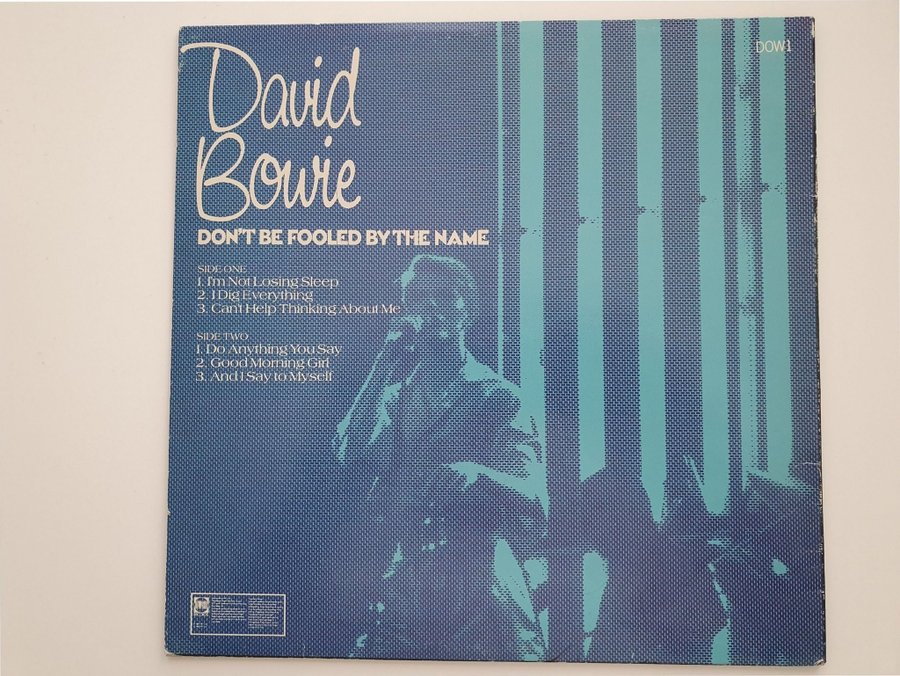 DOW 1
David
Bowie
DON'T BE FOOLED BY THE NAME
SIDE ONE
1. I'm Not Losing Sleep
2. I Dig Everything
3. Can't Help Thinking About Me
SIDE TWO
1. Do Anything You Say
2. Good Morning Girl
3. And I Say to Myself